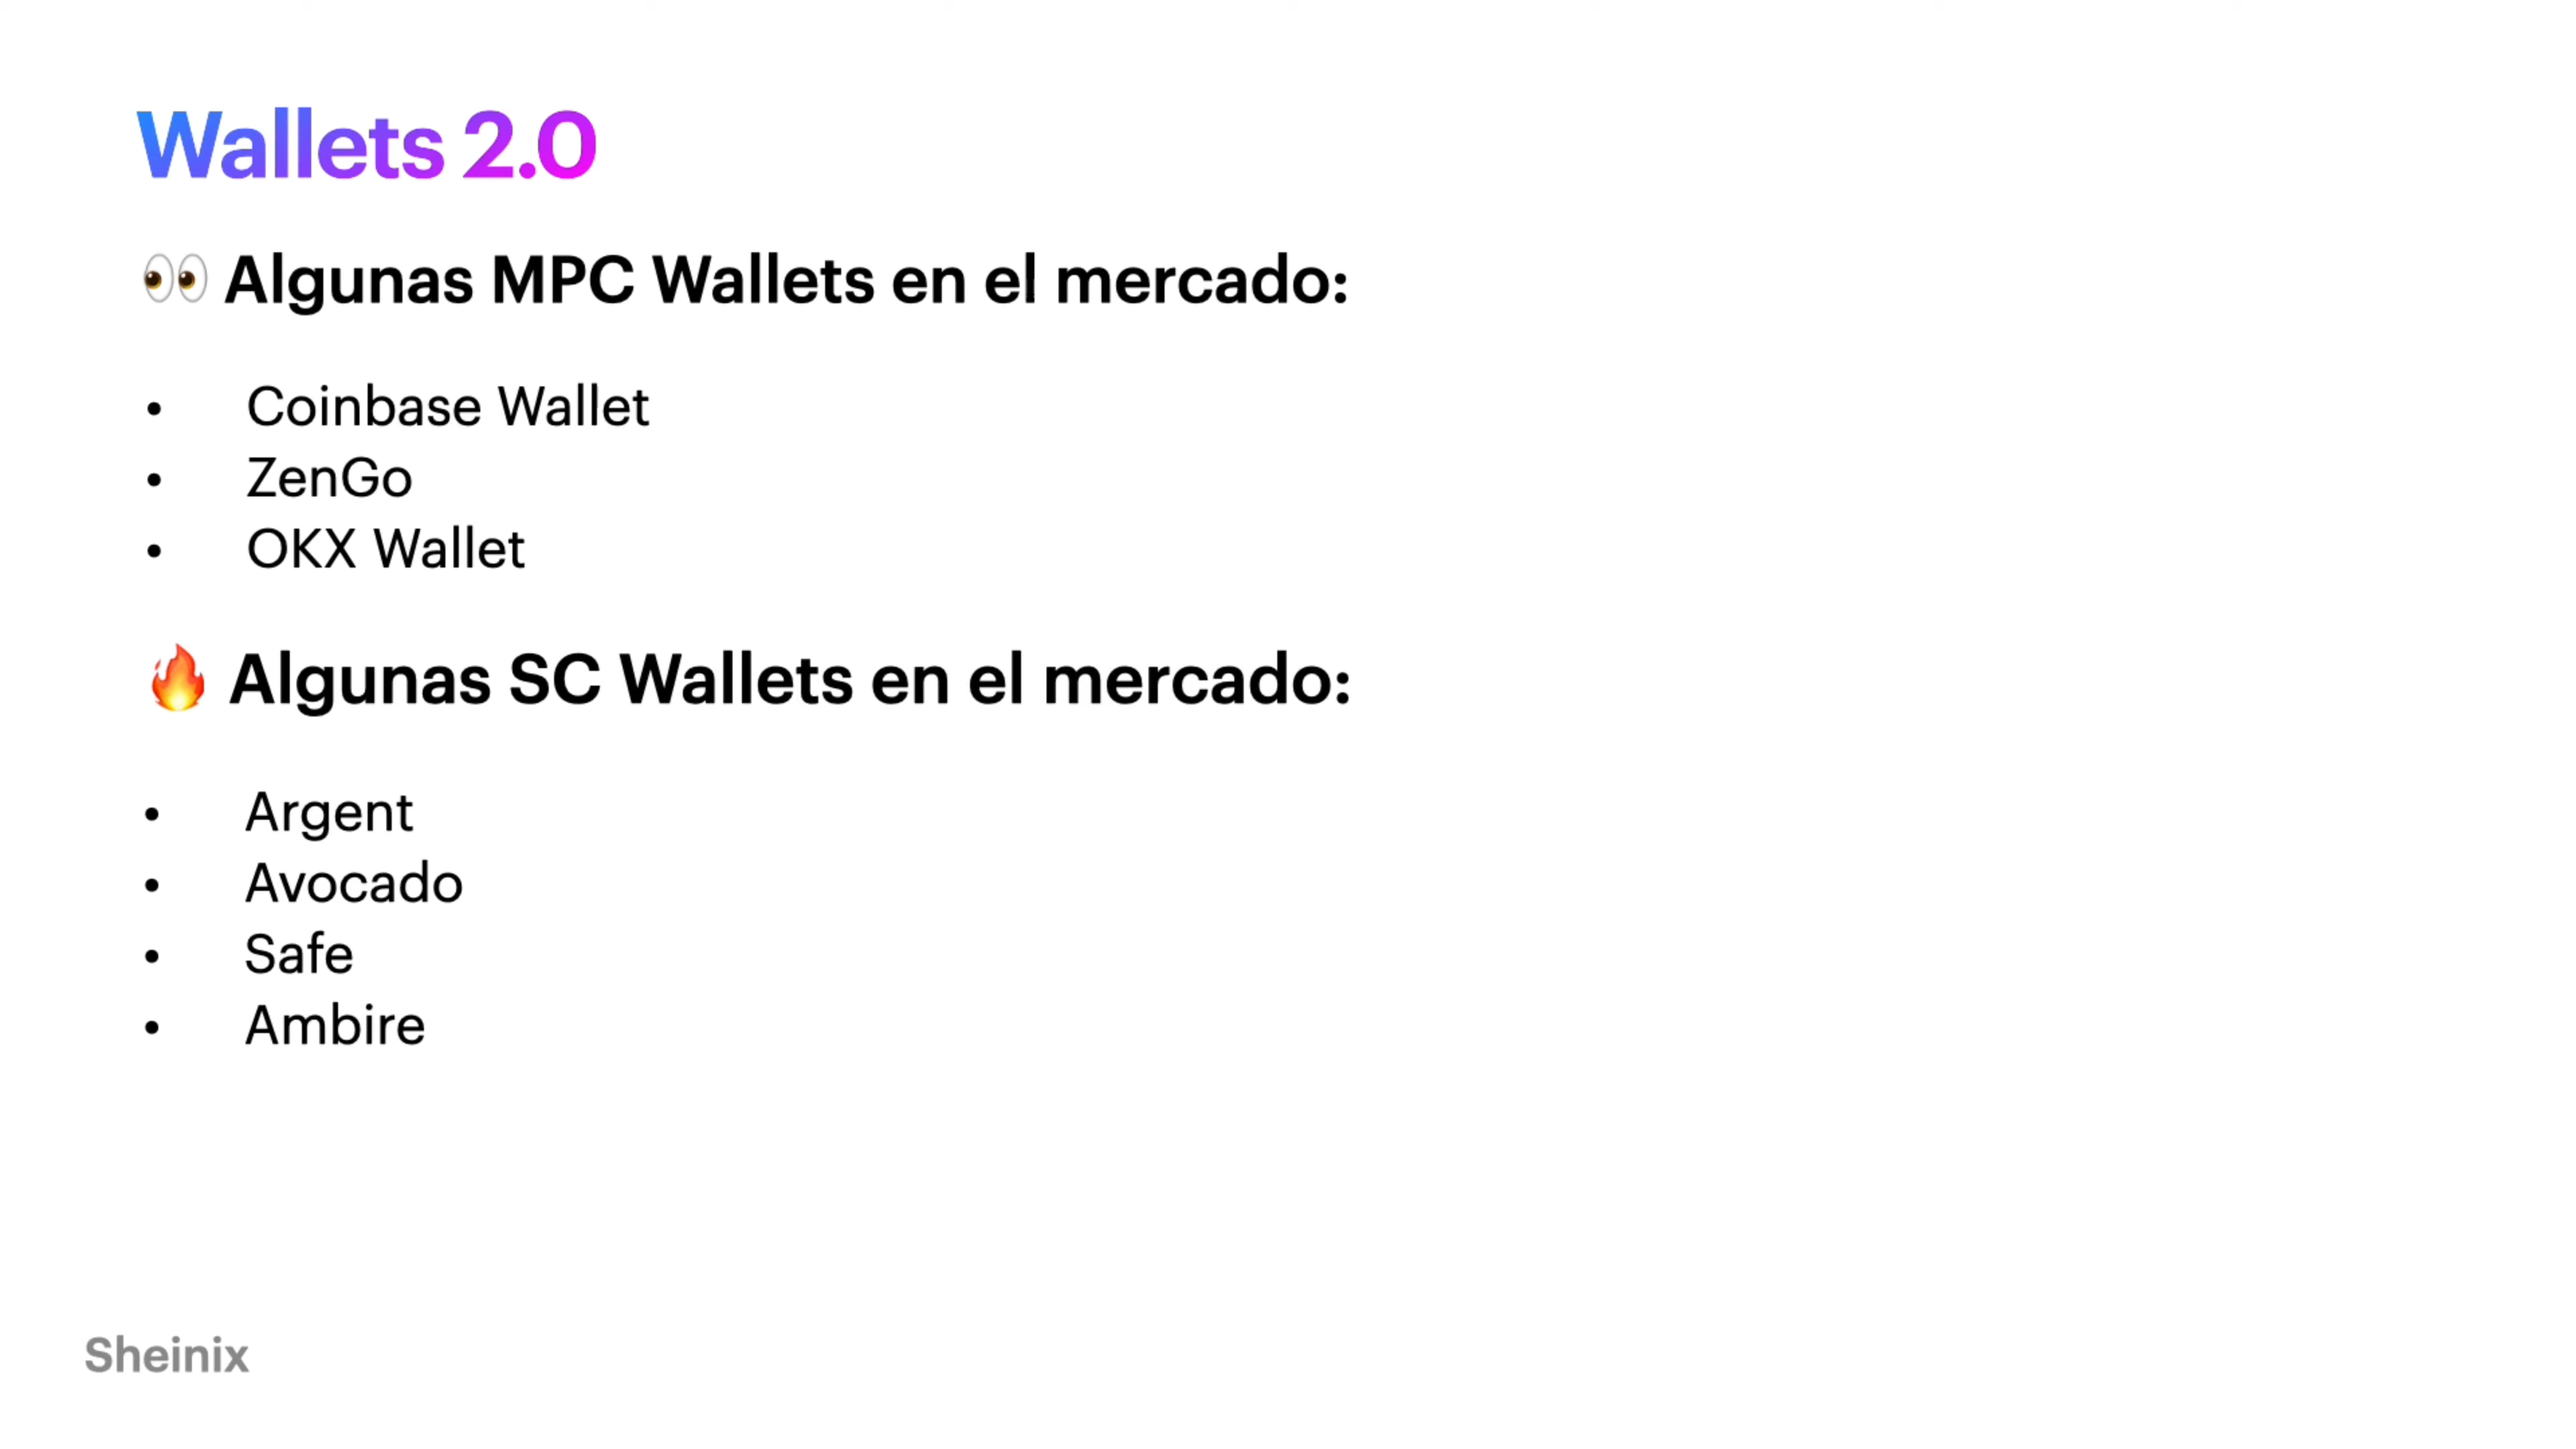 Wallets 2.0
👀 Algunas MPC Wallets en el mercado:
• Coinbase Wallet
• ZenGo
• OKX Wallet
🔥 Algunas SC Wallets en el mercado:
• Argent
• Avocado
• Safe
• Ambire
Sheinix